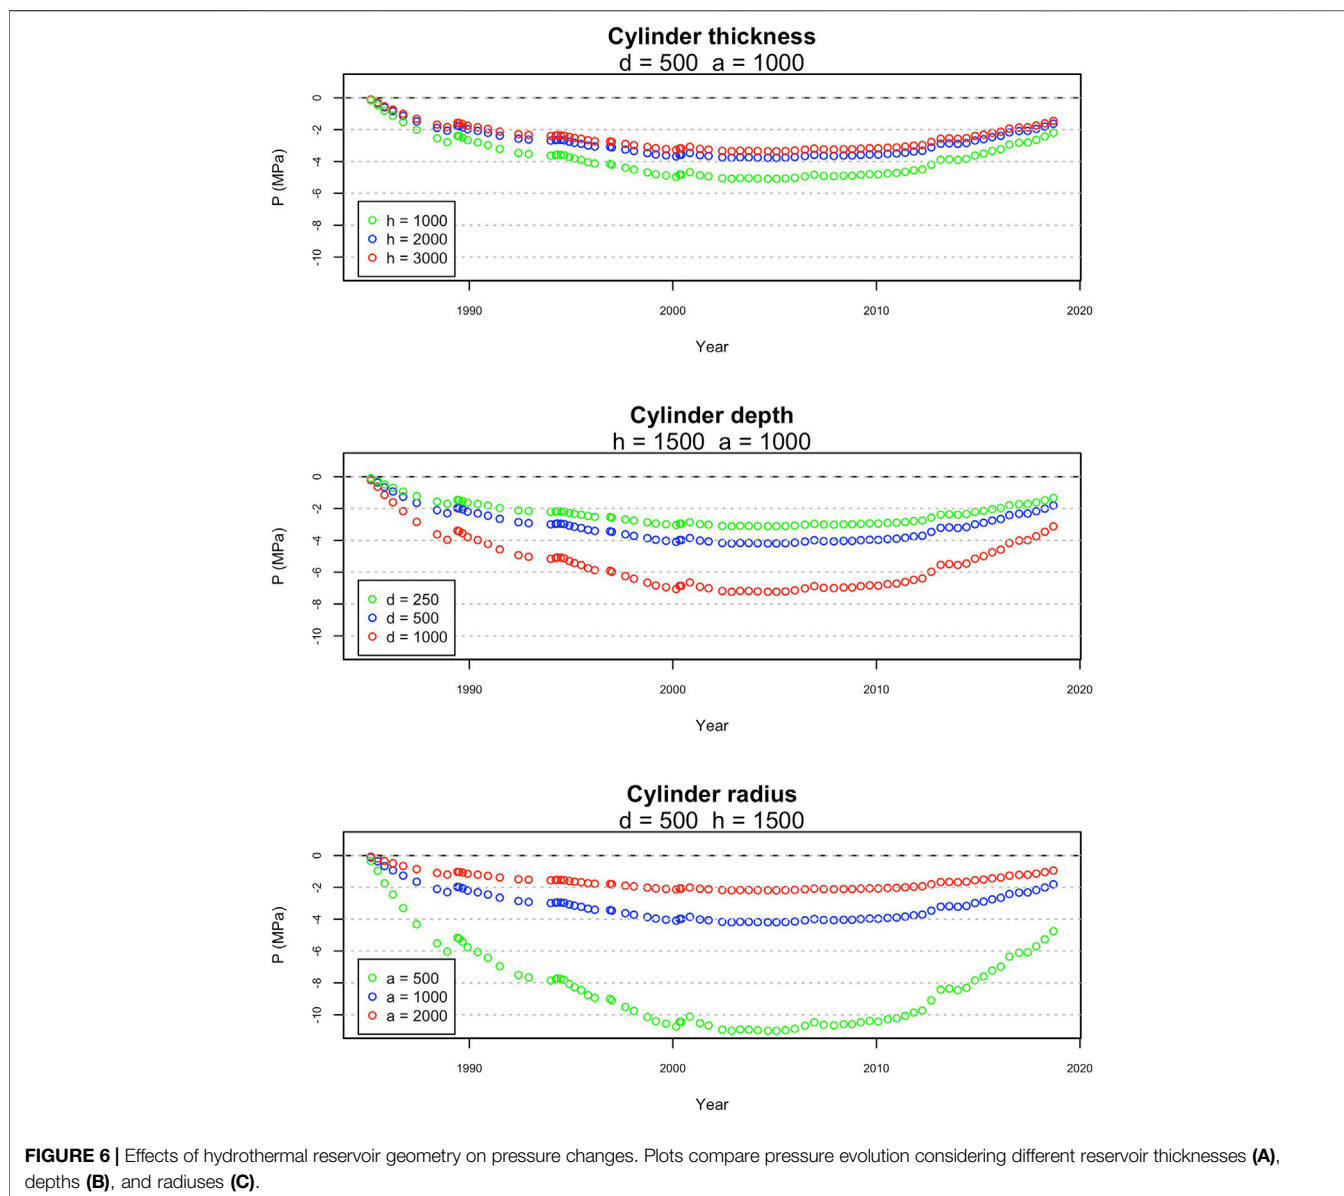 Cylinder thickness
d = 500 a = 1000
P (MPa)
0
-2
-4
-6
-8
-10
h = 1000
h = 2000
h = 3000
1990
2000
2010
2020
Year
Cylinder depth
h = 1500 a = 1000
P (MPa)
0
-2
-4
-6
-8
-10
d = 250
d = 500
d = 1000
1990
2000
2010
2020
Year
Cylinder radius
d = 500 h = 1500
P (MPa)
0
-2
-4
-6
-8
-10
a = 500
a = 1000
a = 2000
1990
2000
2010
2020
Year
FIGURE 6 | Effects of hydrothermal reservoir geometry on pressure changes. Plots compare pressure evolution considering different reservoir thicknesses (A),
depths (B), and radiuses (C).